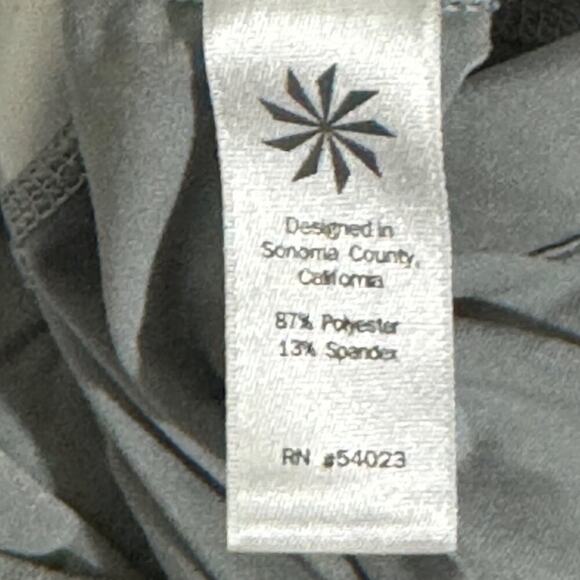 Designed in
Sonoma County,
California
87% Polyester
13% Spandex
RN #54023